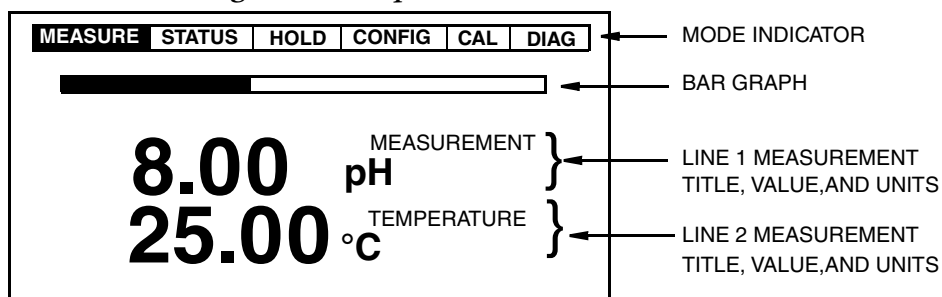 MEASURE STATUS HOLD CONFIG CAL DIAG
MODE INDICATOR
BAR GRAPH
8.00 pH MEASUREMENT
LINE 1 MEASUREMENT
TITLE, VALUE,AND UNITS
25.00 °C TEMPERATURE
LINE 2 MEASUREMENT
TITLE, VALUE,AND UNITS